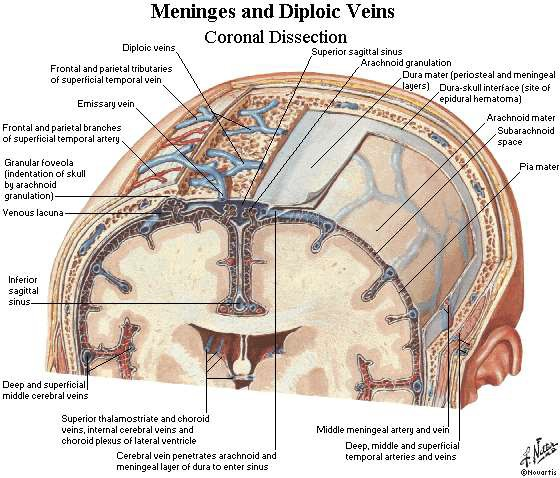 Meninges and Diploic Veins
Coronal Dissection
Diploic veins
Frontal and parietal tributaries
of superficial temporal vein
Emissary vein
Frontal and parietal branches
of superficial temporal artery
Granular foveola
(indentation of skull
by arachnoid
granulation)
Venous lacuna
Inferior
sagittal
sinus
Deep and superficial
middle cerebral veins
Superior sagittal sinus
Arachnoid granulation
Dura mater (periosteal and meningeal
layers)
Dura-skull interface (site of
epidural hematoma)
Arachnoid mater
Subarachnoid
space
Pia mater
Superior thalamostriate and choroid
veins, internal cerebral veins and
choroid plexus of lateral ventricle
Cerebral vein penetrates arachnoid and
meningeal layer of dura to enter sinus
Middle meningeal artery and vein
Deep, middle and superficial
temporal arteries and veins
©Novartis